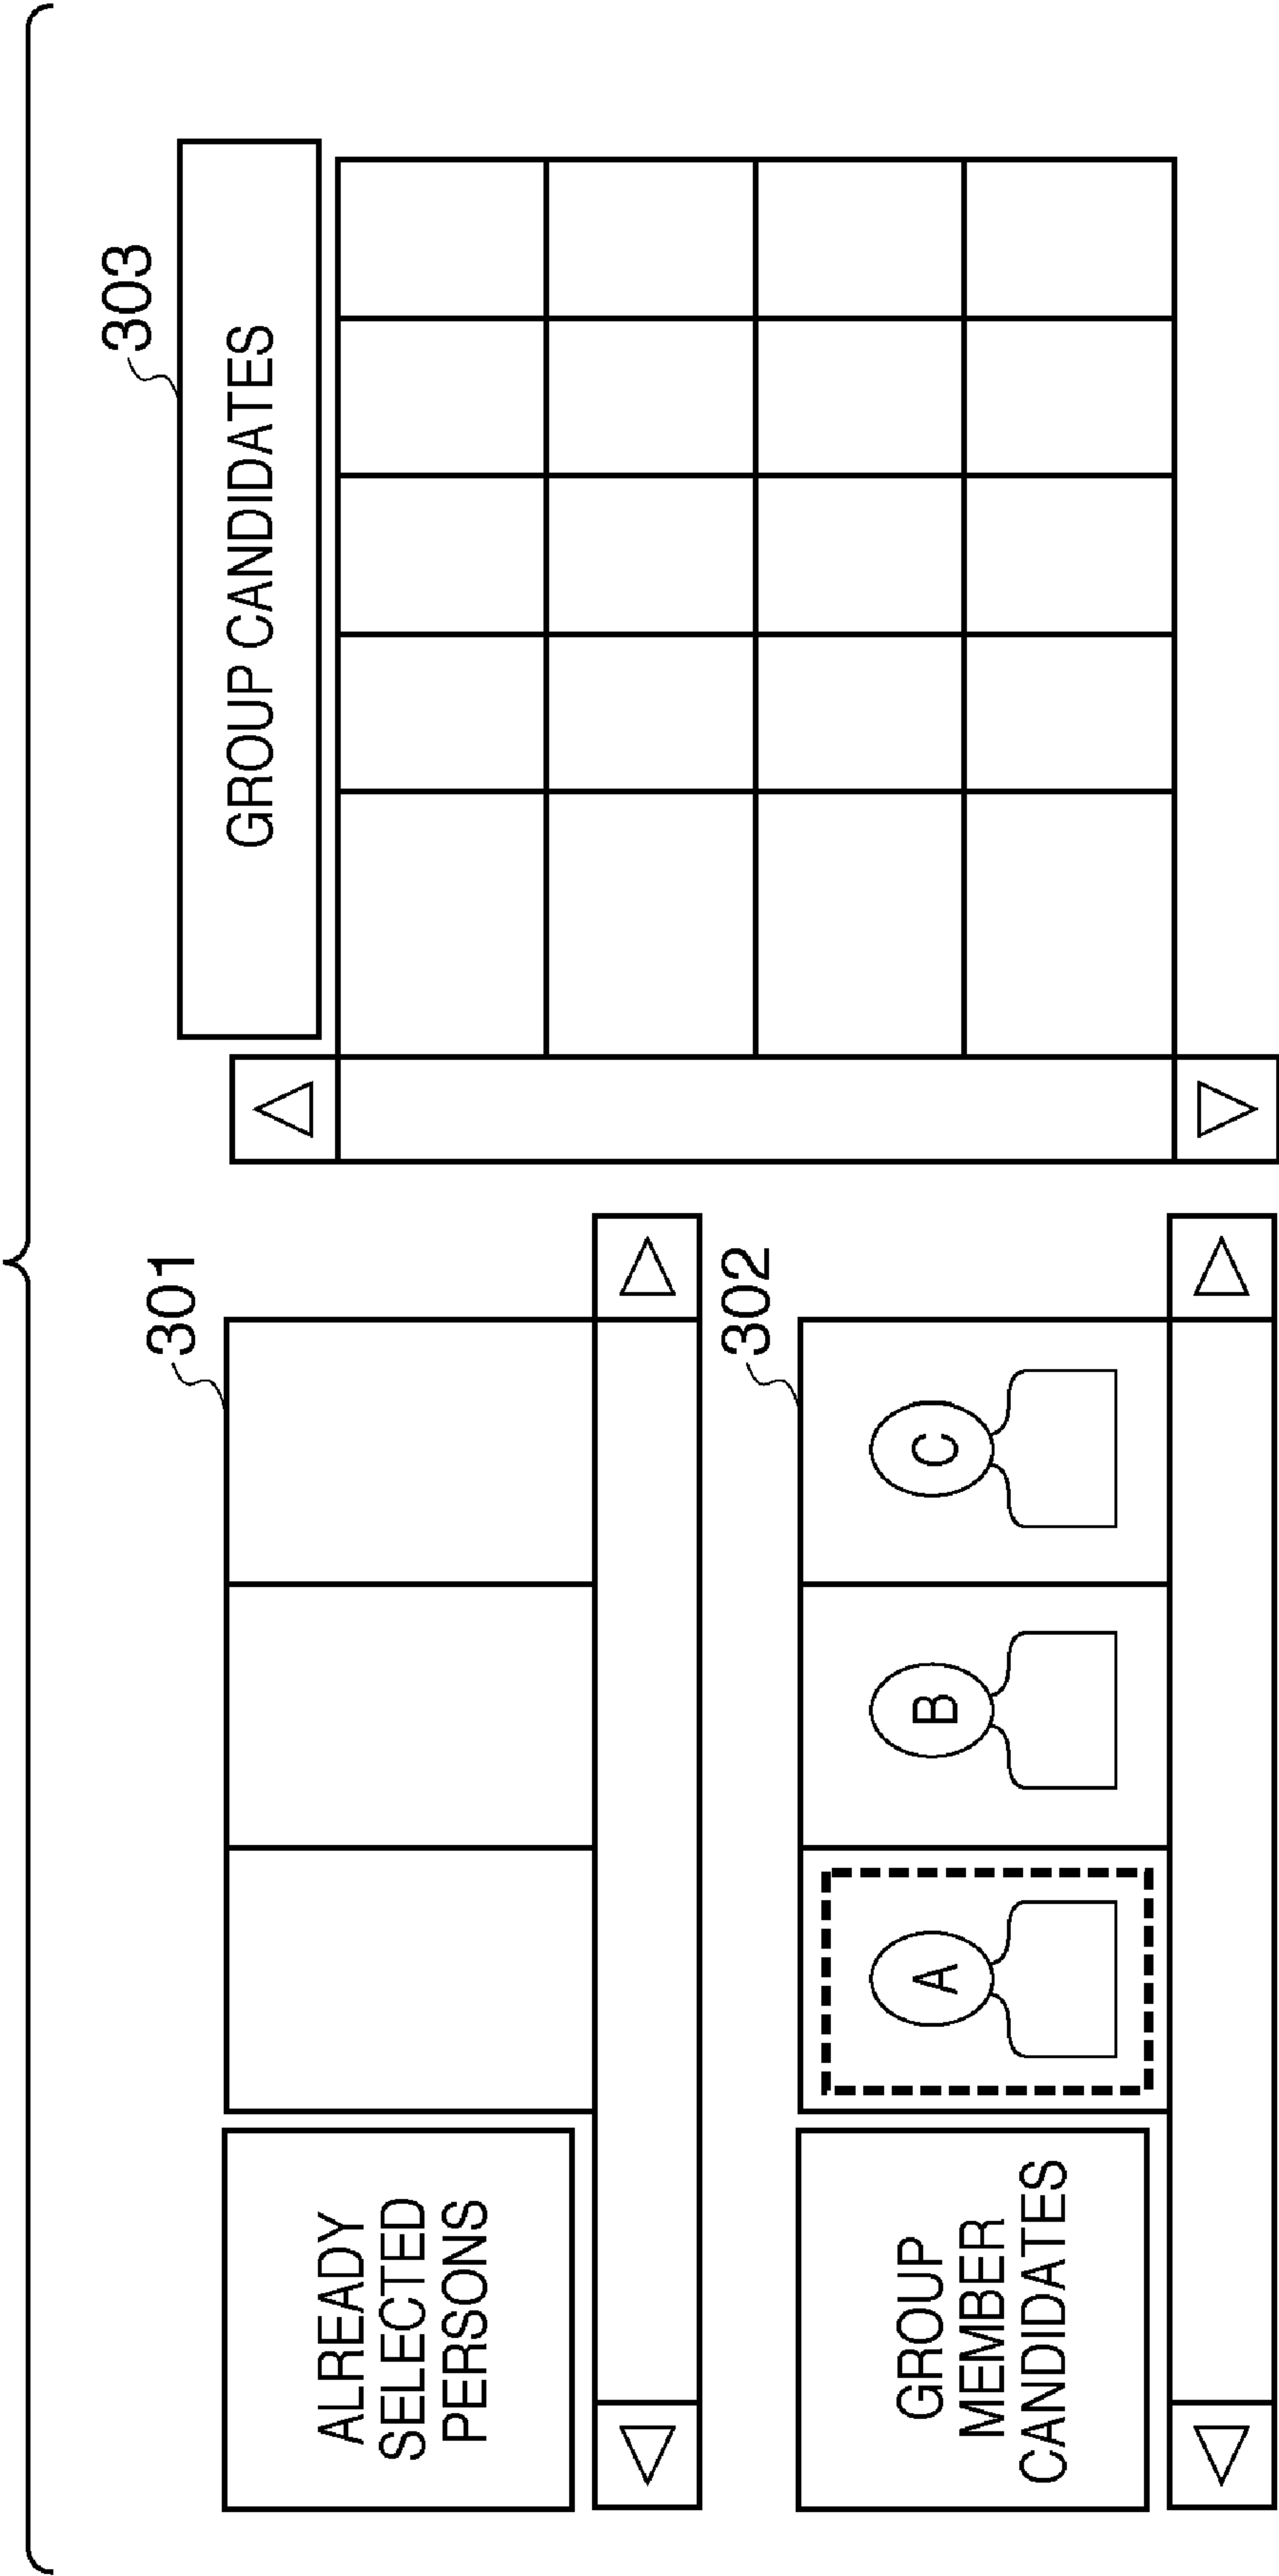 301
ALREADY
SELECTED
PERSONS
302
GROUP
MEMBER
CANDIDATES
A
B
C
303
GROUP CANDIDATES